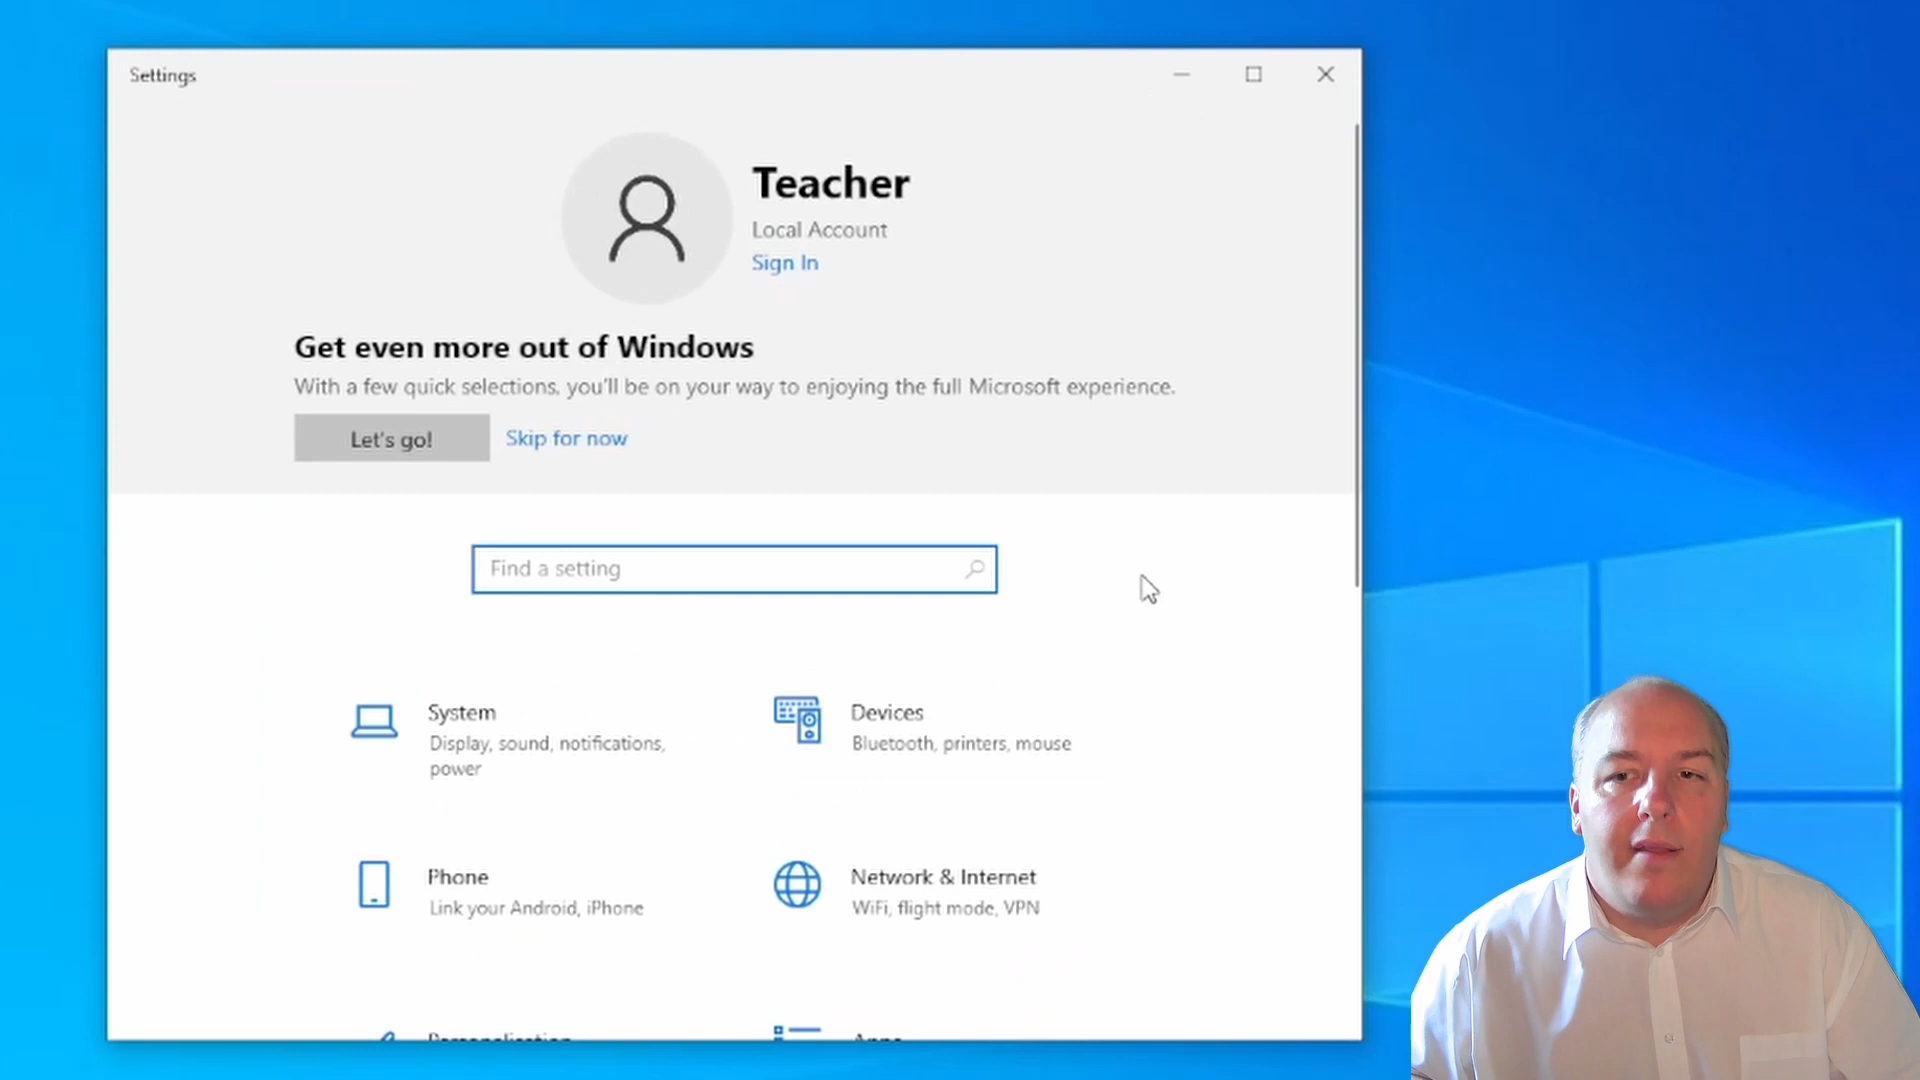 Settings
Teacher
Local Account
Sign In
Get even more out of Windows
With a few quick selections, you'll be on your way to enjoying the full Microsoft experience.
Let's go!
Skip for now
Find a setting
System
Display, sound, notifications,
power
Devices
Bluetooth, printers, mouse
Phone
Link your Android, iPhone
Network & Internet
WiFi, flight mode, VPN
Personalisation
Apps